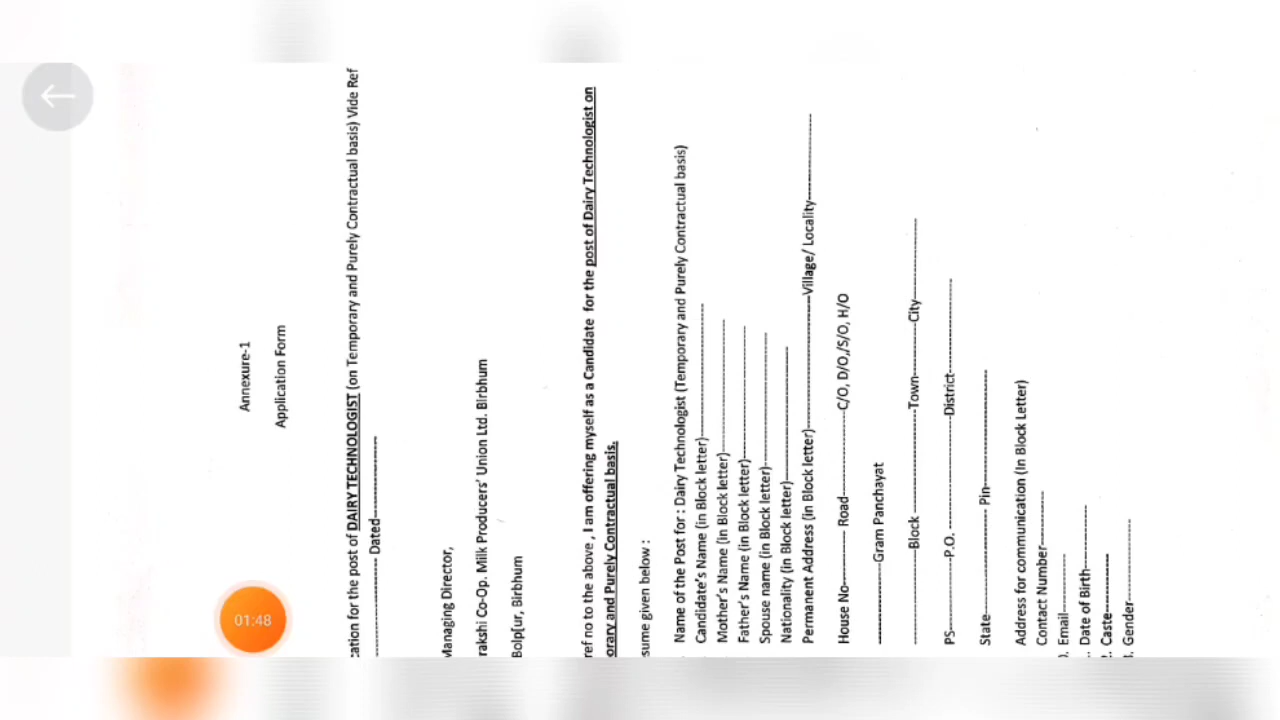 Annexure-1
Application Form
cation for the post of DAIRY TECHNOLOGIST (on Temporary and Purely Contractual basis) Vide Ref
---------------- Dated----------------
Managing Director,
rakshi Co-Op. Milk Producers' Union Ltd. Birbhum
Bolp[ur, Birbhum
ref no to the above , I am offering myself as a Candidate for the post of Dairy Technologist on
orary and Purely Contractual basis.
sume given below :
Name of the Post for : Dairy Technologist (Temporary and Purely Contractual basis)
Candidate's Name (in Block letter)----------------
Mother's Name (in Block letter)----------------
Father's Name (in Block letter)----------------
Spouse name (in Block letter)----------------
Nationality (in Block letter)----------------
Permanent Address (in Block letter)----------------Village/ Locality----------------
House No---------- Road----------------C/O, D/O,/S/O, H/O
----------------Gram Panchayat
----------------Block ----------------Town----------City----------------
PS----------P.O. ----------------District----------------
State---------------- Pin----------------
Address for communication (In Block Letter)
Contact Number----------
0. Email----------
. Date of Birth----------
2. Caste----------
. Gender----------
01:48